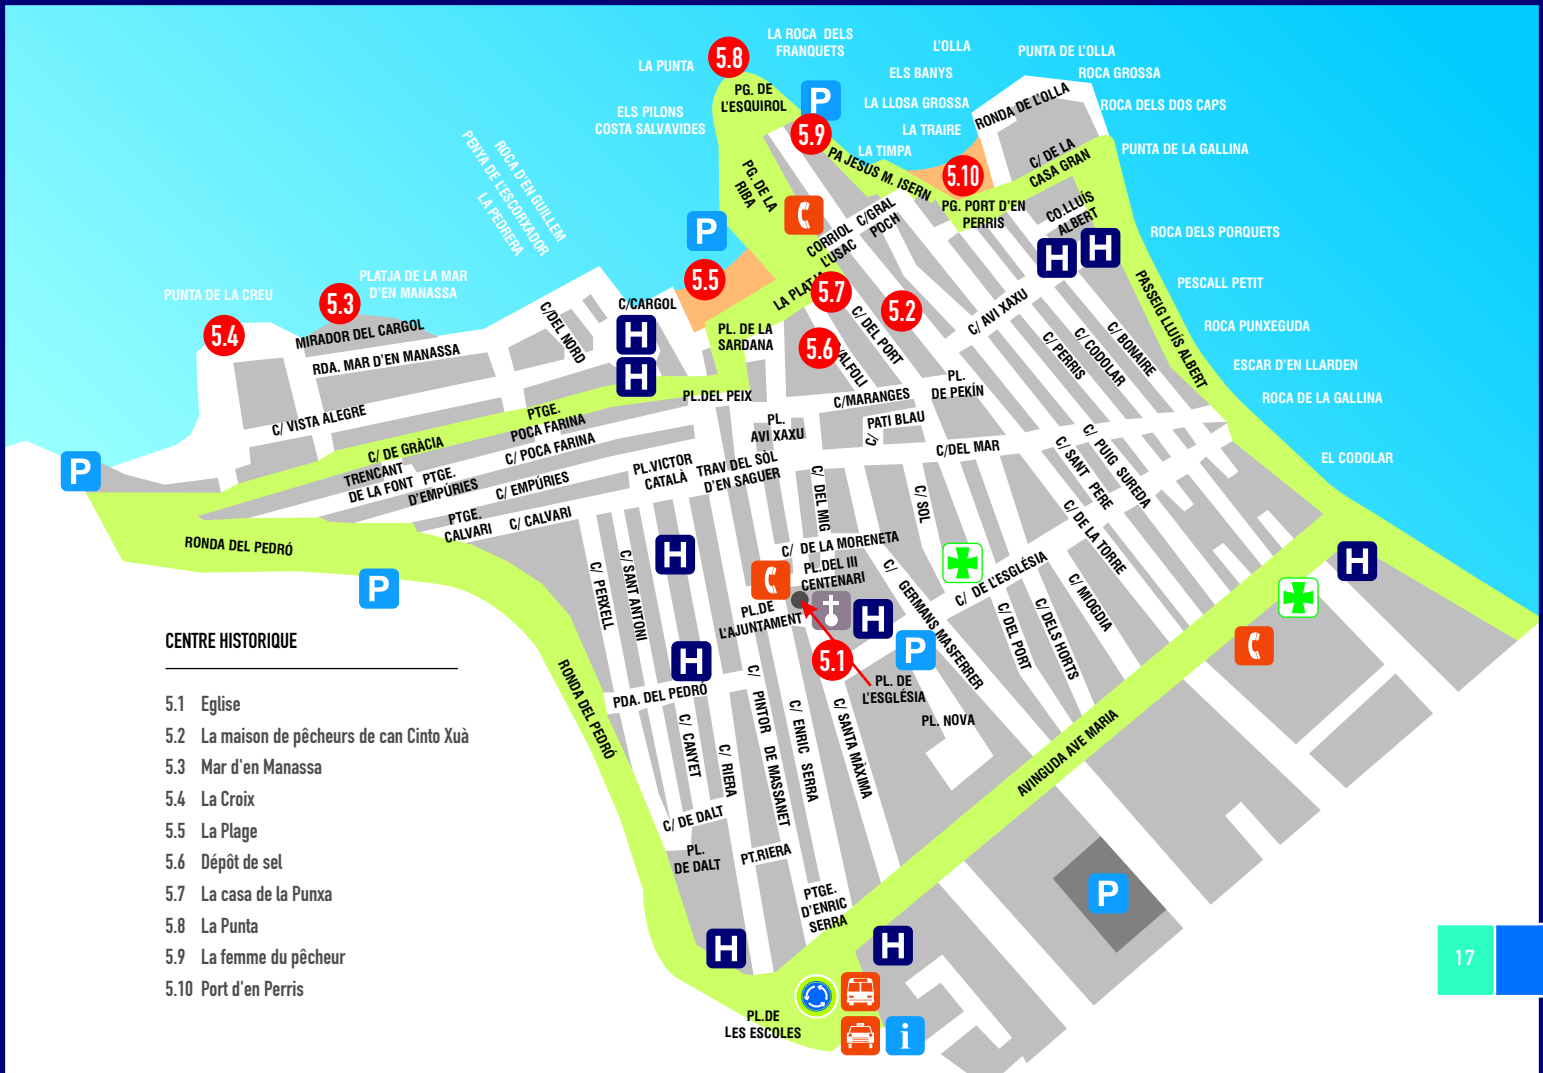 LA ROCA DELS
FRANQUETS
L'OLLA
PUNTA DE L'OLLA
LA PUNTA
5.8
ELS BANYS
ROCA GROSSA
PG. DE
L'ESQUIROL
P
LA LLOSA GROSSA
RONDA DE L'OLLA
ROCA DELS DOS CAPS
ELS PILONS
COSTA SALVAVIDES
5.9
LA TRAIRE
LA TIMPA
C/ DE LA
CASA GRAN
PUNTA DE LA GALLINA
ROCA D'EN GUILLEM
PENYA DE L'ESCORXADOR
LA PEDRERA
PA JESUS M. ISERN
5.10
PG. DE LA
RIBA
PG. PORT D'EN
PERRIS
CO.LLUÍS
ALBERT
P
CORRIOL
L'USAC
C/GRAL
POCH
ROCA DELS PORQUETS
H
H
PLATJA DE LA MAR
D'EN MANASSA
PUNTA DE LA CREU
5.3
5.5
LA PLATJA
5.7
5.2
PESCALL PETIT
PASSEIG LLUÍS ALBERT
5.4
MIRADOR DEL CARGOL
C/CARGOL
C/DEL NORD
H
PL. DE LA
SARDANA
5.6
C/ DEL PORT
C/ AVI XAXU
ROCA PUNXEGUDA
RDA. MAR D'EN MANASSA
H
ALFOLI
C/ PERRIS
C/ CODOLAR
C/ BONAIRE
ESCAR D'EN LLARDEN
PL.DEL PEIX
C/MARANGES
PL.
DE PEKÍN
ROCA DE LA GALLINA
C/ VISTA ALEGRE
PTGE.
POCA FARINA
PL.
AVI XAXU
PATI BLAU
C/
C/ DE GRÀCIA
C/ POCA FARINA
C/DEL MAR
C/ SANT PERE
C/ PUIG SUREDA
EL CODOLAR
P
TRENCANT
DE LA FONT
PTGE.
D'EMPÚRIES
C/ EMPÚRIES
PL.VICTOR
CATALÀ
TRAV DEL SÒL
D'EN SAGUER
C/ DEL MIG
C/ SOL
PTGE.
CALVARI
C/ CALVARI
C/ DE LA TORRE
RONDA DEL PEDRÓ
C/ PERXELL
C/ SANT ANTONI
H
C/ DE LA MORENETA
PL.DEL III
CENTENARI
C/ GERMANS MASFERRER
C/ DE L'ESGLÉSIA
H
P
PL.DE
L'AJUNTAMENT
H
C/ DEL PORT
C/ DELS HORTS
C/ MIOGDIA
CENTRE HISTORIQUE
5.1
P
H
PL. DE
L'ESGLÉSIA
PDA. DEL PEDRÓ
PL. NOVA
RONDA DEL PEDRÓ
C/ CANYET
C/ RIERA
C/ PINTOR DE MASSANET
C/ ENRIC SERRA
C/ SANTA MÀXIMA
AVINGUDA AVE MARIA
5.1 Eglise
5.2 La maison de pêcheurs de can Cinto Xuà
5.3 Mar d'en Manassa
5.4 La Croix
5.5 La Plage
5.6 Dépôt de sel
5.7 La casa de la Punxa
5.8 La Punta
5.9 La femme du pêcheur
5.10 Port d'en Perris
C/ DE DALT
PL.
DE DALT
PT.RIERA
PTGE.
D'ENRIC
SERRA
P
H
H
17
PL.DE
LES ESCOLES
i